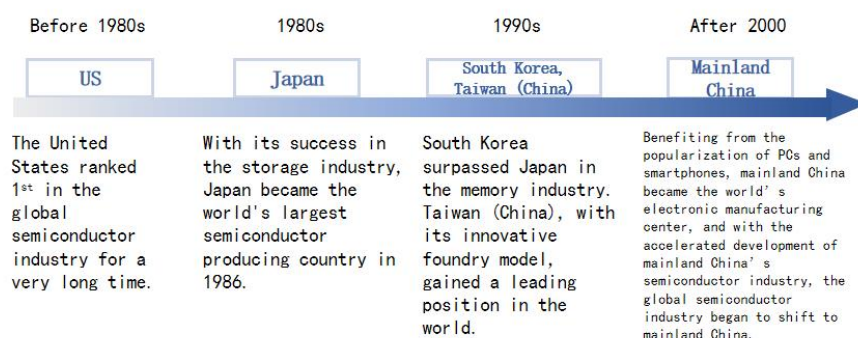 Before 1980s
1980s
1990s
After 2000
US
Japan
South Korea,
Taiwan (China)
Mainland
China
The United
States ranked
1st in the
global
semiconductor
industry for a
very long time.
With its success in
the storage industry,
Japan became the
world's largest
semiconductor
producing country in
1986.
South Korea
surpassed Japan in
the memory industry.
Taiwan (China), with
its innovative
foundry model,
gained a leading
position in the
world.
Benefiting from the
popularization of PCs and
smartphones, mainland China
became the world’s
electronic manufacturing
center, and with the
accelerated development of
mainland China’s
semiconductor industry, the
global semiconductor
industry began to shift to
mainland China.